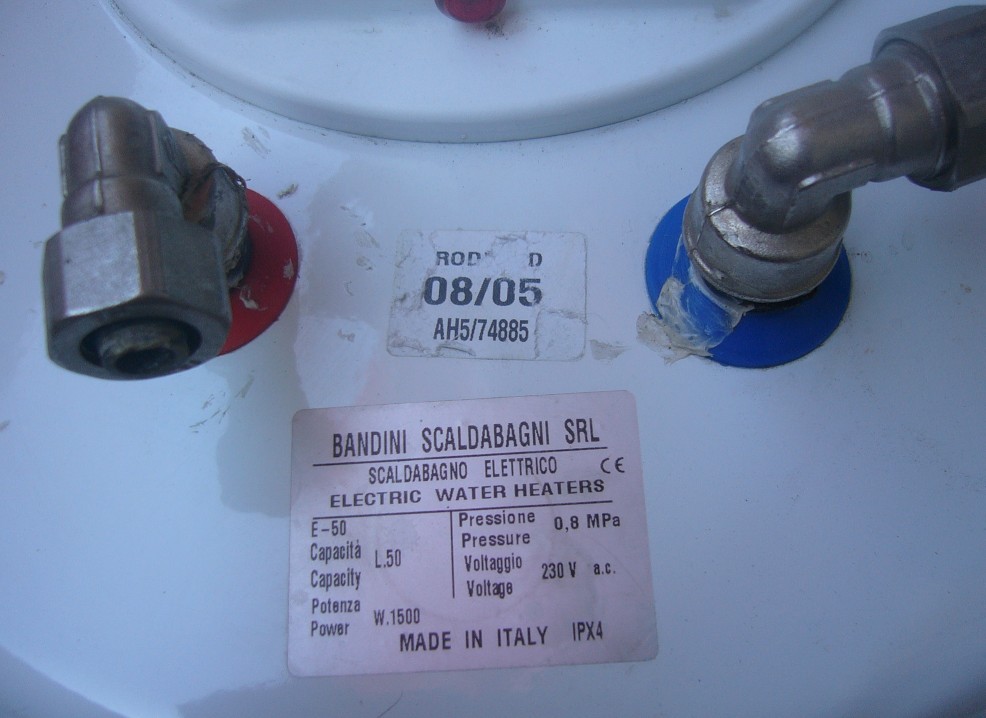 08/05
AH5/74885
BANDINI SCALDABAGNI SRL
SCALDABAGNO ELETTRICO CE
ELECTRIC WATER HEATERS
E-50
Capacità L.50
Capacity
Potenza W.1500
Power
Pressione 0,8 MPa
Pressure
Voltaggio 230 V a.c.
Voltage
MADE IN ITALY IPX4